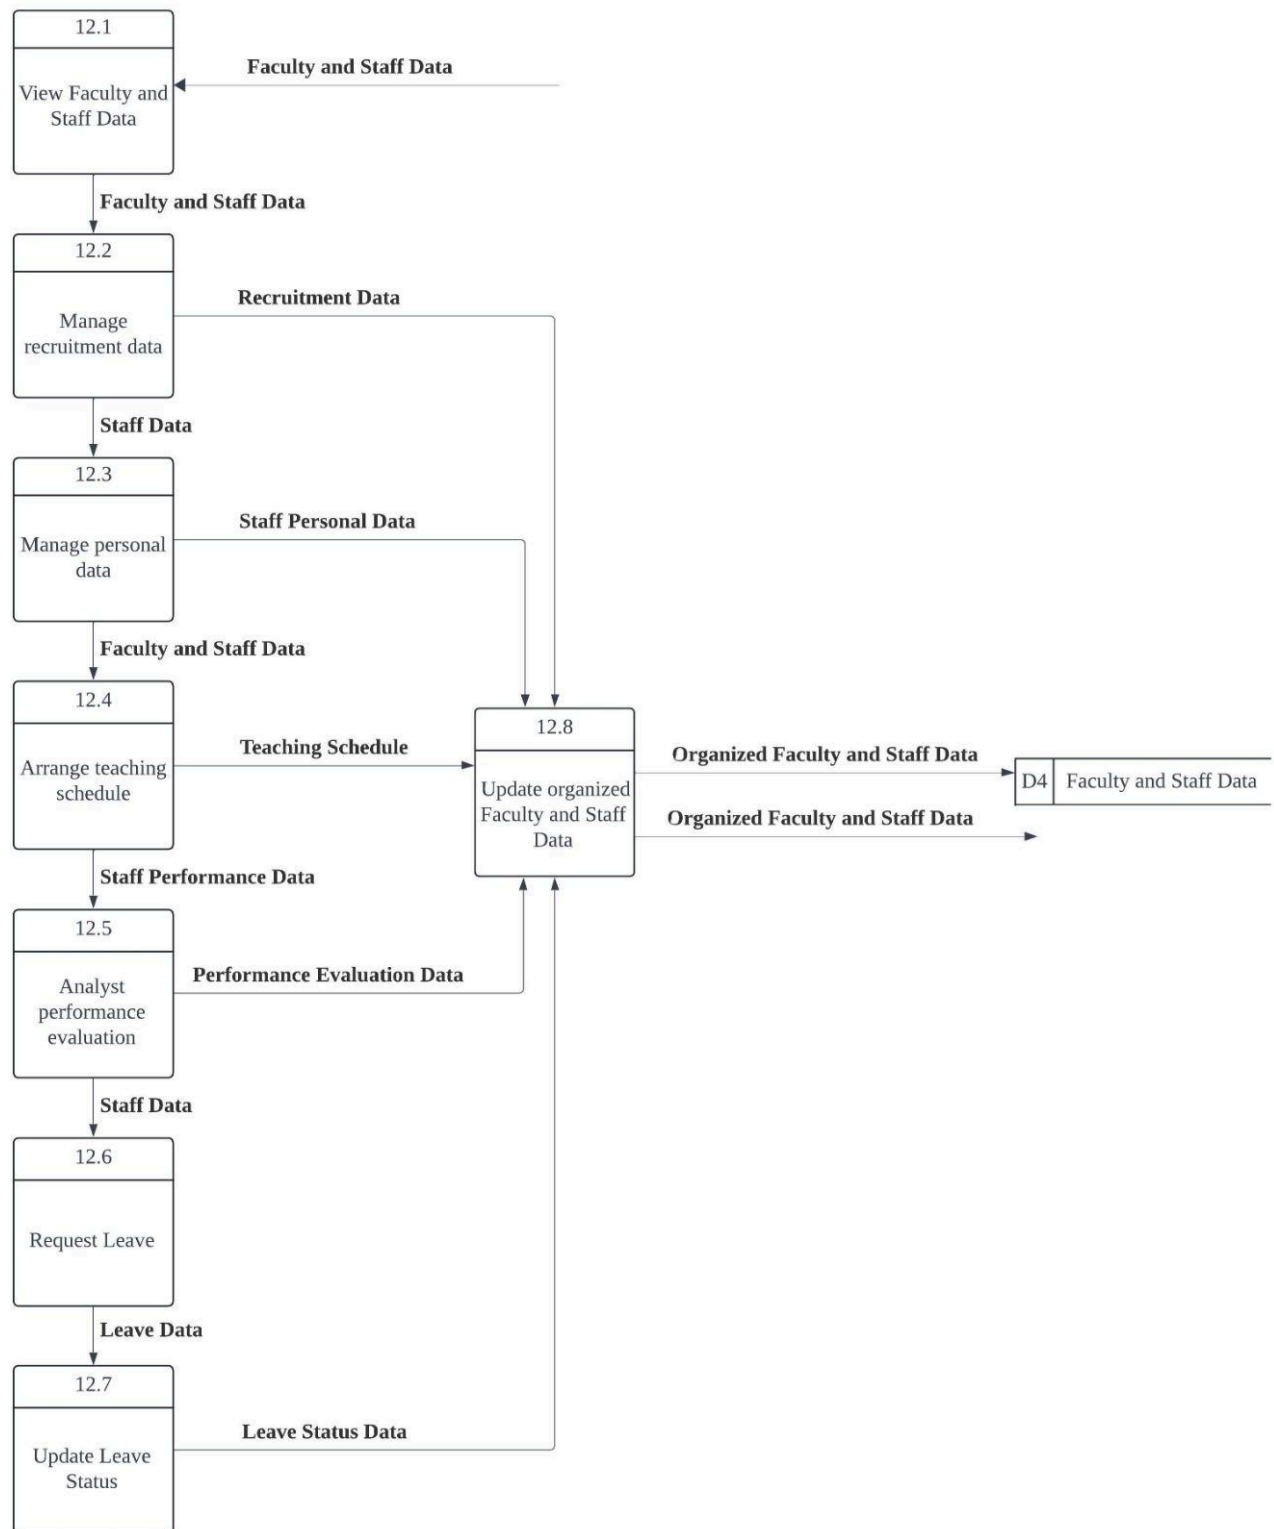 12.1
View Faculty and
Staff Data
Faculty and Staff Data
Faculty and Staff Data
12.2
Manage
recruitment data
Recruitment Data
Staff Data
12.3
Manage personal
data
Staff Personal Data
Faculty and Staff Data
12.4
Arrange teaching
schedule
Teaching Schedule
12.8
Update organized
Faculty and Staff
Data
Organized Faculty and Staff Data
D4
Faculty and Staff Data
Organized Faculty and Staff Data
Staff Performance Data
12.5
Analyst
performance
evaluation
Performance Evaluation Data
Staff Data
12.6
Request Leave
Leave Data
12.7
Update Leave
Status
Leave Status Data